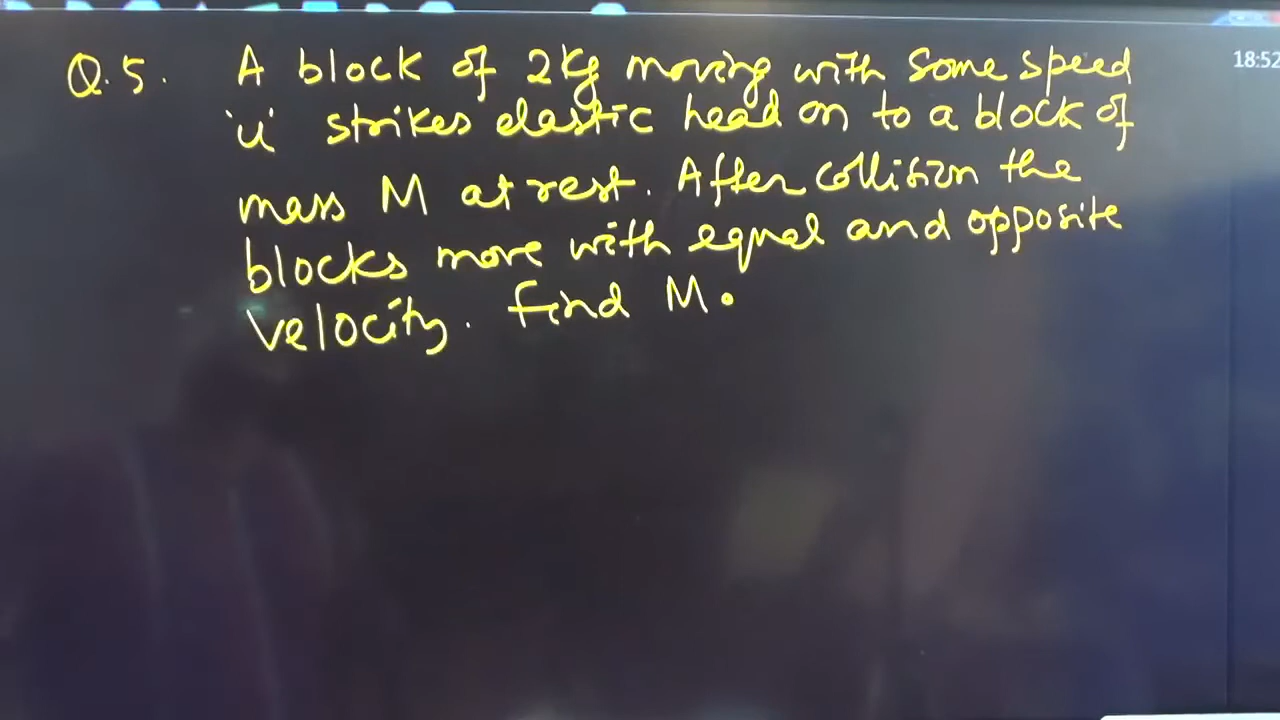 18:52
Q.5. A block of 2Kg moving with some speed
'u' strikes elastic head on to a block of
mass M at rest. After collision the
blocks move with equal and opposite
velocity. find M.